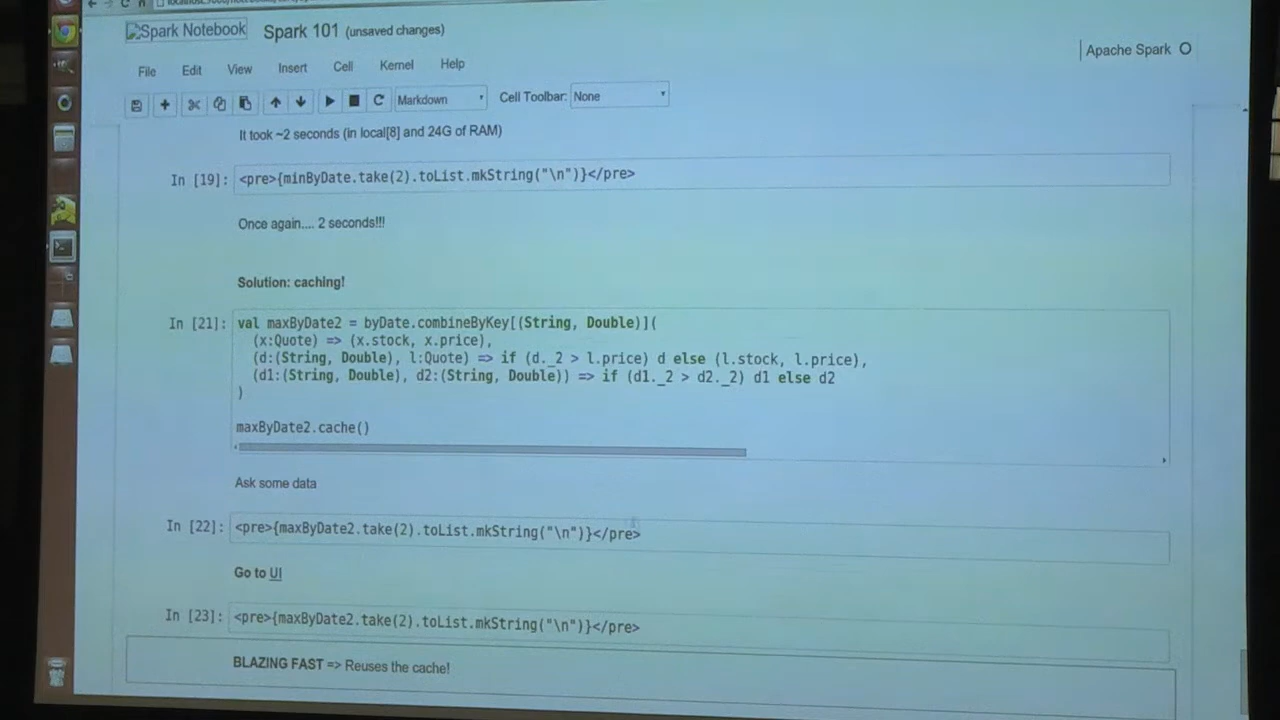 Spark Notebook Spark 101 (unsaved changes)
Apache Spark
File Edit View Insert Cell Kernel Help
Markdown Cell Toolbar: None
It took ~2 seconds (in local[8] and 24G of RAM)
In [19]: <pre>{minByDate.take(2).toList.mkString("\n")}</pre>
Once again.... 2 seconds!!!
Solution: caching!
In [21]: val maxByDate2 = byDate.combineByKey[(String, Double)](
(x:Quote) => (x.stock, x.price),
(d:(String, Double), l:Quote) => if (d._2 > l.price) d else (l.stock, l.price),
(d1:(String, Double), d2:(String, Double)) => if (d1._2 > d2._2) d1 else d2
)
maxByDate2.cache()
Ask some data
In [22]: <pre>{maxByDate2.take(2).toList.mkString("\n")}</pre>
Go to UI
In [23]: <pre>{maxByDate2.take(2).toList.mkString("\n")}</pre>
BLAZING FAST => Reuses the cache!